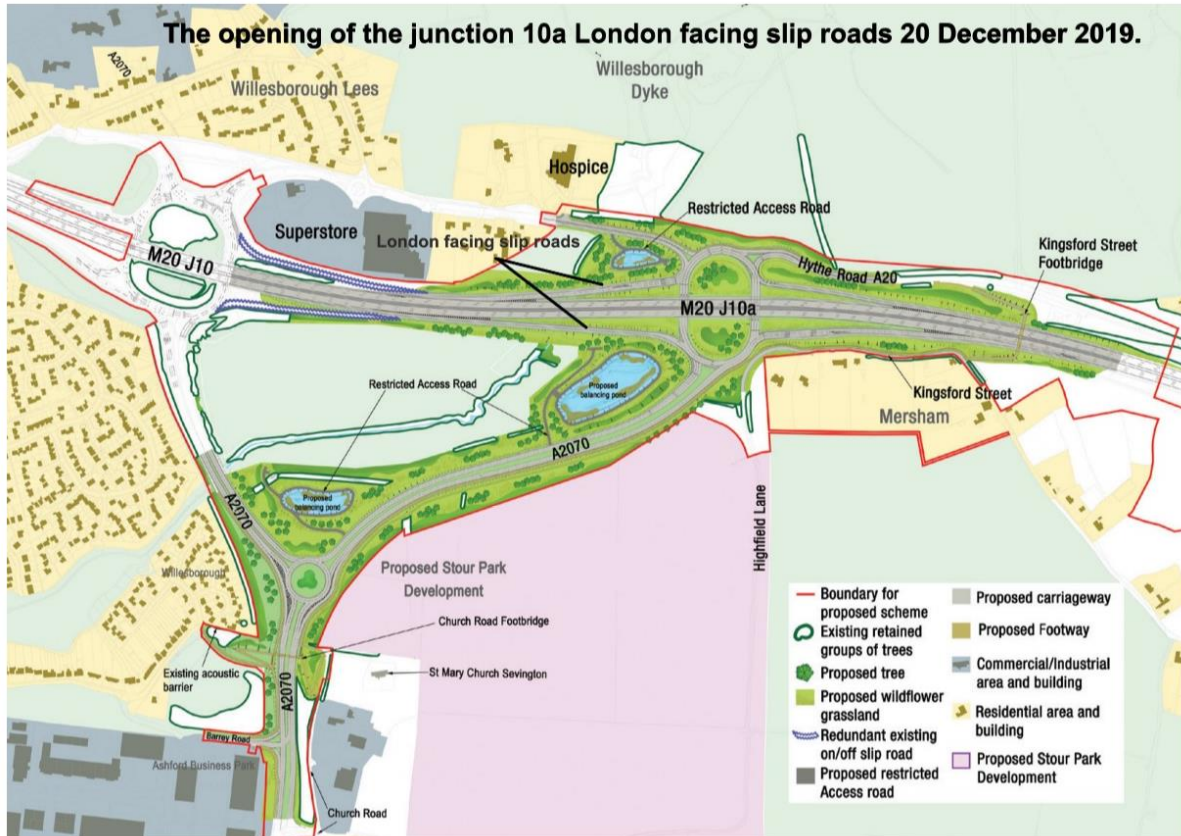 The opening of the junction 10a London facing slip roads 20 December 2019.
A2070
Willesborough Lees
Willesborough
Dyke
Hospice
Restricted Access Road
Superstore
London facing slip roads
Kingsford Street
Footbridge
M20 J10
Hythe Road A20
M20 J10a
Restricted Access Road
Proposed
balancing pond
Kingsford Street
Mersham
A2070
A2070
Proposed
balancing pond
Highfield Lane
Willesborough
Proposed Stour Park
Development
Church Road Footbridge
Existing acoustic
barrier
St Mary Church Sevington
A2070
Barrey Road
Ashford Business Park
Church Road
Boundary for
proposed scheme
Existing retained
groups of trees
Proposed tree
Proposed wildflower
grassland
Redundant existing
on/off slip road
Proposed restricted
Access road
Proposed carriageway
Proposed Footway
Commercial/Industrial
area and building
Residential area and
building
Proposed Stour Park
Development